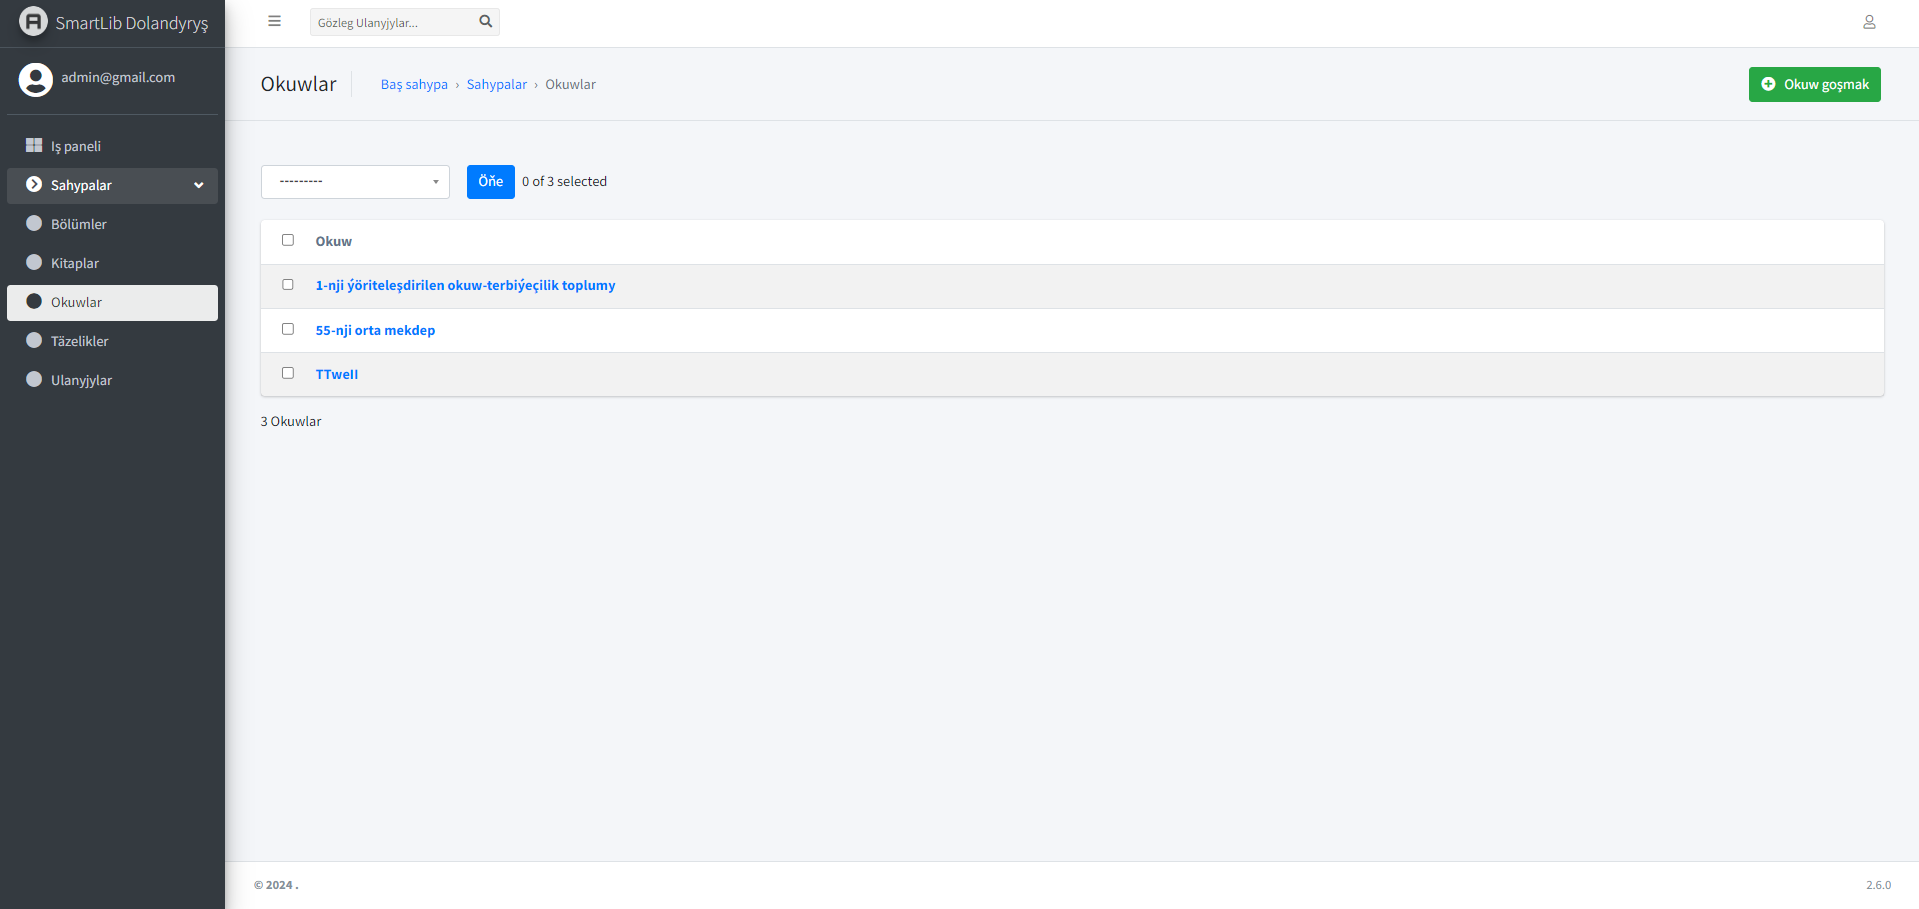 SmartLib Dolandyryş
admin@gmail.com
Iş paneli
Sahypalar
Bölümler
Kitaplar
Okuwlar
Täzelikler
Ulanyjylar
Gözleg Ulanyjylar...
Okuwlar
Baş sahypa › Sahypalar › Okuwlar
Okuw goşmak
---------
Öňe
0 of 3 selected
Okuw
1-nji ýöriteleşdirilen okuw-terbiýeçilik toplumy
55-nji orta mekdep
TTweII
3 Okuwlar
© 2024 .
2.6.0